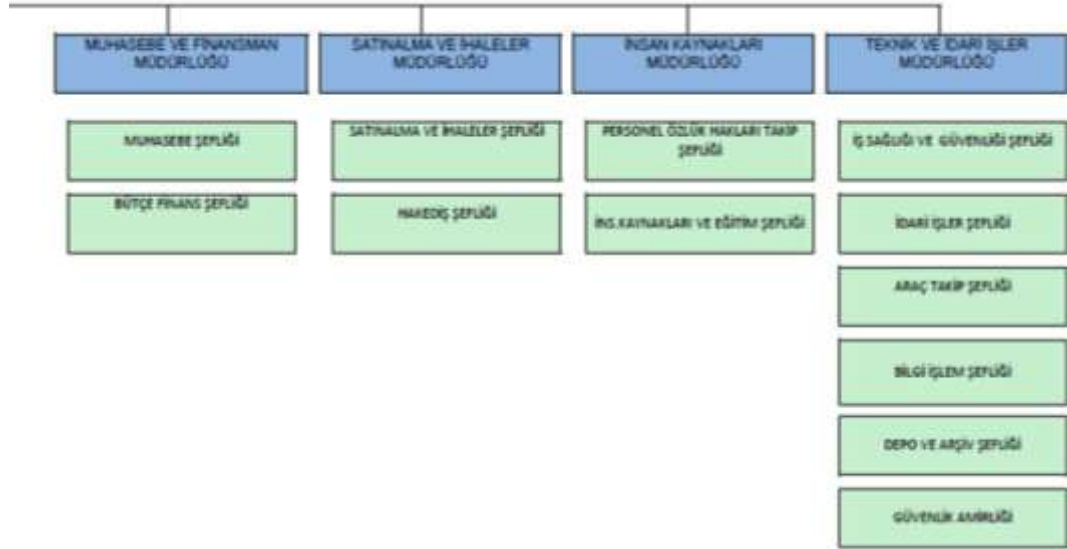 MUHASEBE VE FİNANSMAN
MÜDÜRLÜĞÜ
SATINALMA VE İHALELER
MÜDÜRLÜĞÜ
İNSAN KAYNAKLARI
MÜDÜRLÜĞÜ
TEKNİK VE İDARİ İŞLER
MÜDÜRLÜĞÜ
MUHASEBE ŞEFLİĞİ
SATINALMA VE İHALELER ŞEFLİĞİ
PERSONEL ÖZLÜK HAKLARI TAKİP
ŞEFLİĞİ
İŞ SAĞLIĞI VE GÜVENLİĞİ ŞEFLİĞİ
BÜTÇE FİNANS ŞEFLİĞİ
HAKEDİŞ ŞEFLİĞİ
İNS.KAYNAKLARI VE EĞİTİM ŞEFLİĞİ
İDARİ İŞLER ŞEFLİĞİ
ARAÇ TAKİP ŞEFLİĞİ
BİLGİ İŞLEM ŞEFLİĞİ
DEPO VE ARŞİV ŞEFLİĞİ
GÜVENLİK AMİRLİĞİ